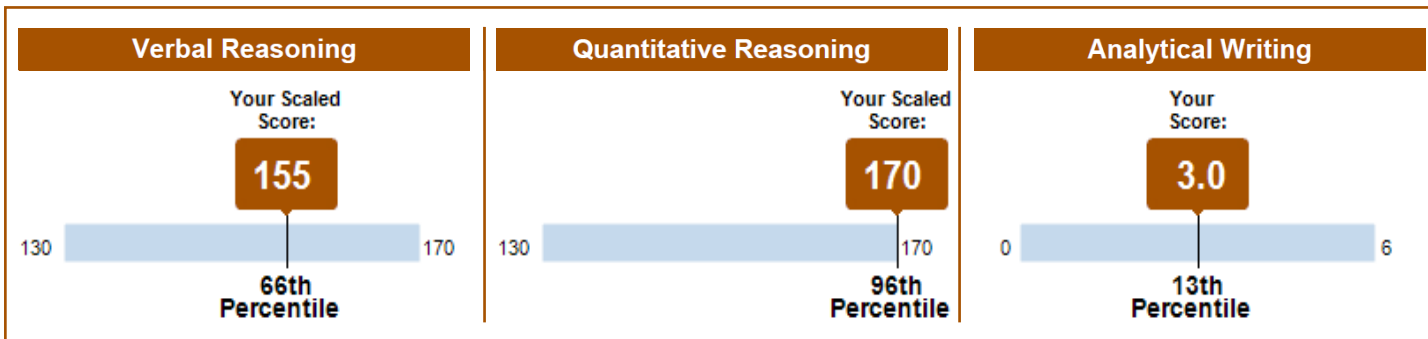 Verbal Reasoning
Your Scaled
Score:
155
130
170
66th
Percentile
Quantitative Reasoning
Your Scaled
Score:
170
130
170
96th
Percentile
Analytical Writing
Your
Score:
3.0
0
6
13th
Percentile